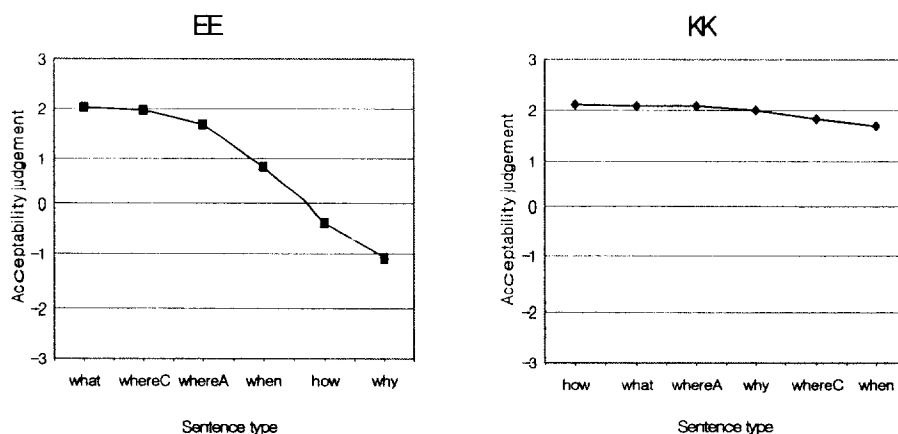 EE
Acceptability judgement
3
2
1
0
−1
−2
−3
what whereC whereA when how why
Sentence type
KK
Acceptability judgement
3
2
1
0
−1
−2
−3
how what whereA why whereC when
Sentence type